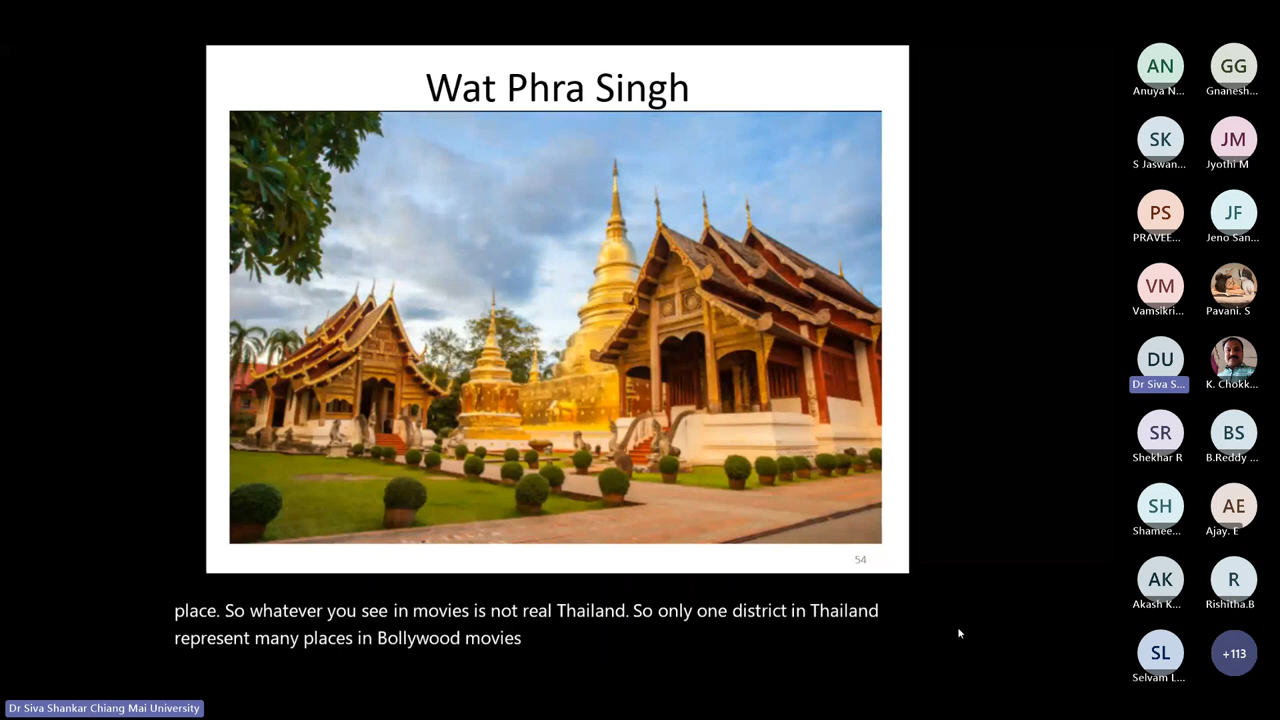 Wat Phra Singh
54
place. So whatever you see in movies is not real Thailand. So only one district in Thailand
represent many places in Bollywood movies
Dr Siva Shankar Chiang Mai University
AN
GG
Anuya N...
Gnanesh...
SK
JM
S Jaswan...
Jyothi M
PS
JF
PRAVEE...
Jeno San...
VM
Vamsikri...
Pavani. S
DU
Dr Siva S...
K. Chokk...
SR
BS
Shekhar R
B.Reddy ...
SH
AE
Shamee...
Ajay. E
AK
R
Akash K...
Rishitha.B
SL
+113
Selvam L...